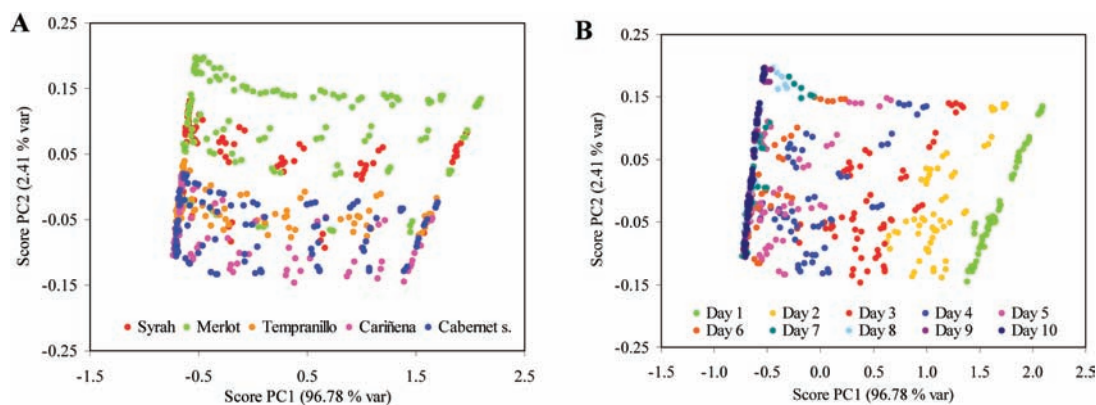 A
0.25
0.15
0.05
-0.05
-0.15
-0.25
Score PC2 (2.41 % var)
Syrah Merlot Tempranillo Cariñena Cabernet s.
-1.5 -0.5 0.5 1.5 2.5
Score PC1 (96.78 % var)
B
0.25
0.15
0.05
-0.05
-0.15
-0.25
Score PC2 (2.41 % var)
Day 1 Day 2 Day 3 Day 4 Day 5
Day 6 Day 7 Day 8 Day 9 Day 10
-1.5 -1.0 -0.5 0.0 0.5 1.0 1.5 2.0 2.5
Score PC1 (96.78 % var)